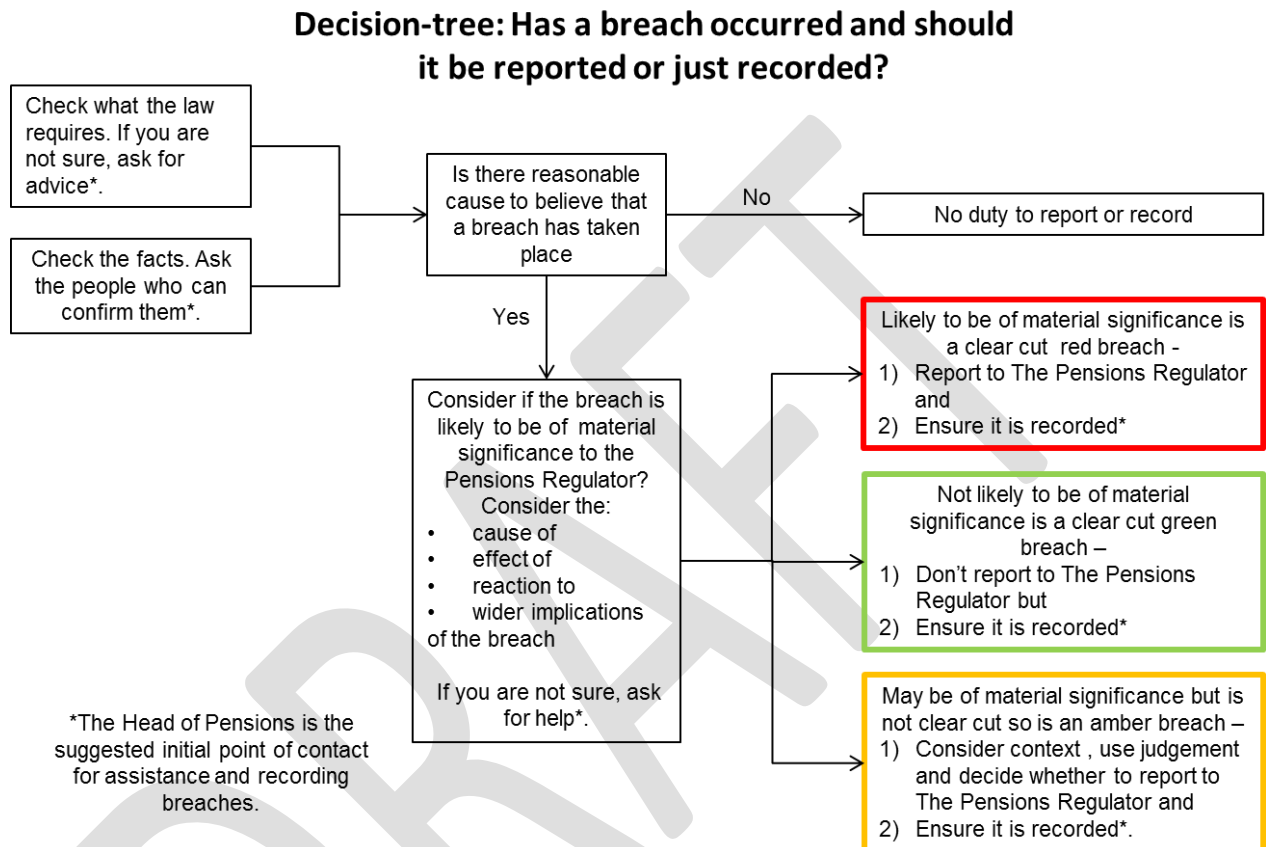 Decision-tree: Has a breach occurred and should
it be reported or just recorded?
Check what the law
requires. If you are
not sure, ask for
advice*.
Check the facts. Ask
the people who can
confirm them*.
Is there reasonable
cause to believe that
a breach has taken
place
No
No duty to report or record
Yes
Consider if the breach is
likely to be of material
significance to the
Pensions Regulator?
Consider the:
• cause of
• effect of
• reaction to
• wider implications
of the breach
If you are not sure, ask
for help*.
Likely to be of material significance is
a clear cut red breach -
1) Report to The Pensions Regulator
and
2) Ensure it is recorded*
Not likely to be of material
significance is a clear cut green
breach –
1) Don’t report to The Pensions
Regulator but
2) Ensure it is recorded*
May be of material significance but is
not clear cut so is an amber breach –
1) Consider context , use judgement
and decide whether to report to
The Pensions Regulator and
2) Ensure it is recorded*.
*The Head of Pensions is the
suggested initial point of contact
for assistance and recording
breaches.
DRAFT